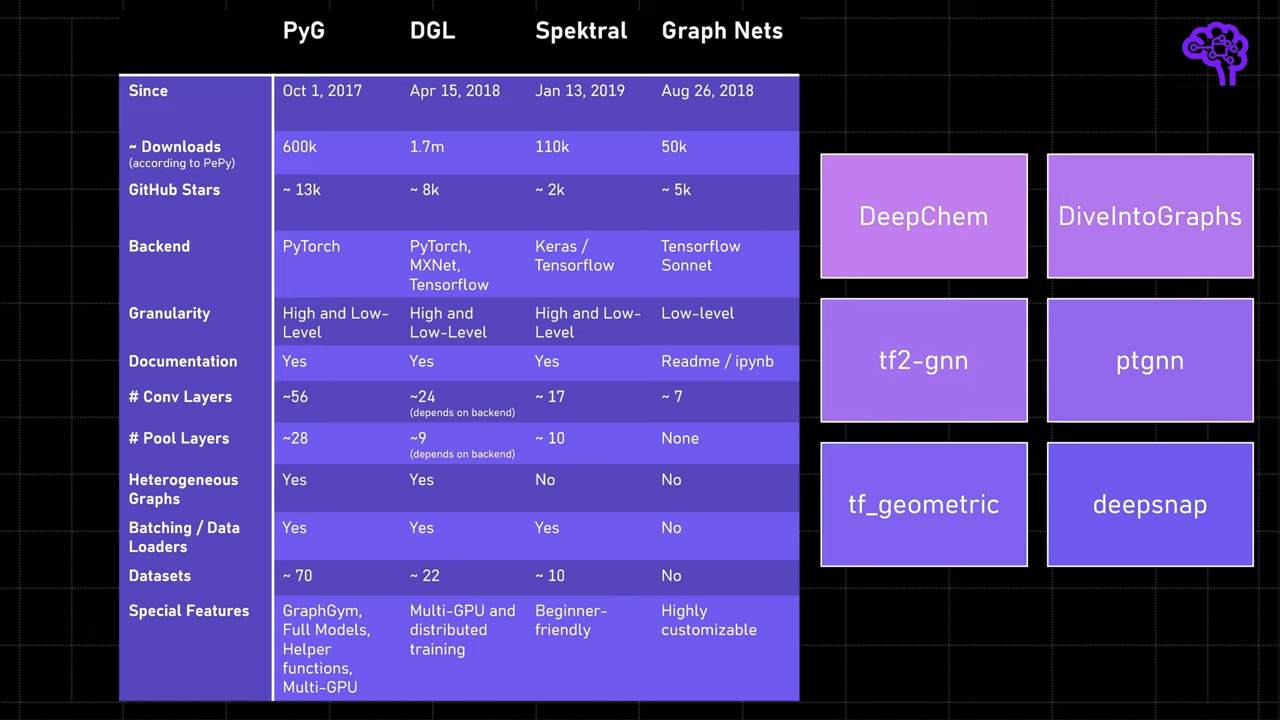 PyG DGL Spektral Graph Nets
Since Oct 1, 2017 Apr 15, 2018 Jan 13, 2019 Aug 26, 2018
~ Downloads 600k 1.7m 110k 50k
(according to PePy)
GitHub Stars ~ 13k ~ 8k ~ 2k ~ 5k
Backend PyTorch PyTorch, Keras / Tensorflow
MXNet, Tensorflow Sonnet
Tensorflow
Granularity High and Low- High and High and Low- Low-level
Level Low-Level Level
Documentation Yes Yes Yes Readme / ipynb
# Conv Layers ~56 ~24 ~ 17 ~ 7
(depends on backend)
# Pool Layers ~28 ~9 ~ 10 None
(depends on backend)
Heterogeneous Yes Yes No No
Graphs
Batching / Data Yes Yes Yes No
Loaders
Datasets ~ 70 ~ 22 ~ 10 No
Special Features GraphGym, Multi-GPU and Beginner- Highly
Full Models, distributed friendly customizable
Helper training
functions,
Multi-GPU
DeepChem DiveIntoGraphs
tf2-gnn ptgnn
tf_geometric deepsnap